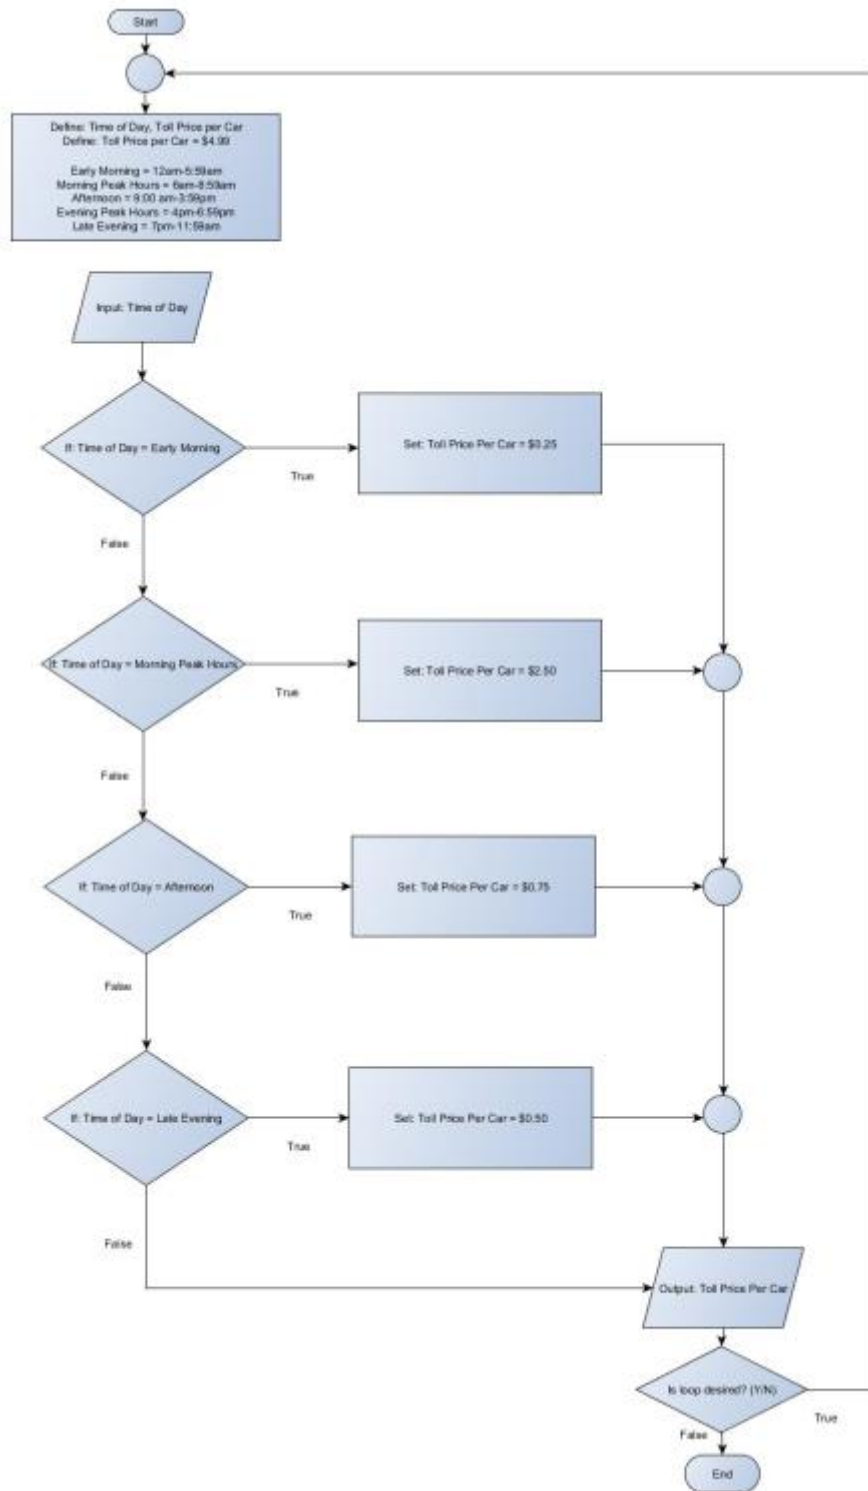 Start
Define: Time of Day, Toll Price per Car
Define: Toll Price per Car = $4.99
Early Morning = 12am-5:59am
Morning Peak Hours = 6am-8:59am
Afternoon = 9:00 am-3:59pm
Evening Peak Hours = 4pm-6:59pm
Late Evening = 7pm-11:59am
Input: Time of Day
If: Time of Day = Early Morning
True
Set: Toll Price Per Car = $0.25
False
If: Time of Day = Morning Peak Hours
True
Set: Toll Price Per Car = $2.50
False
If: Time of Day = Afternoon
True
Set: Toll Price Per Car = $0.75
False
If: Time of Day = Late Evening
True
Set: Toll Price Per Car = $0.50
False
Output: Toll Price Per Car
Is loop desired? (Y/N)
True
False
End